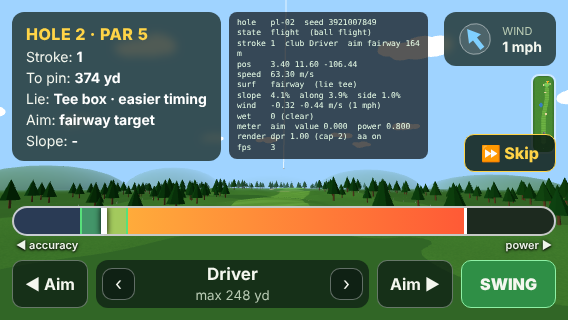 HOLE 2 · PAR 5
Stroke: 1
To pin: 374 yd
Lie: Tee box · easier timing
Aim: fairway target
Slope: -
hole pl-02 seed 3921007849
state flight (ball flight)
stroke 1 club Driver aim fairway 164
m
pos 3.40 11.60 -106.44
speed 63.30 m/s
surf fairway (lie tee)
slope 4.1% along 3.9% side 1.0%
wind -0.32 -0.44 m/s (1 mph)
wet 0 (clear)
meter aim value 0.000 power 0.800
render dpr 1.00 (cap 2) aa on
fps 3
WIND
1 mph
⏩ Skip
◀ accuracy
power ▶
◀ Aim
‹
Driver
max 248 yd
›
Aim ▶
SWING